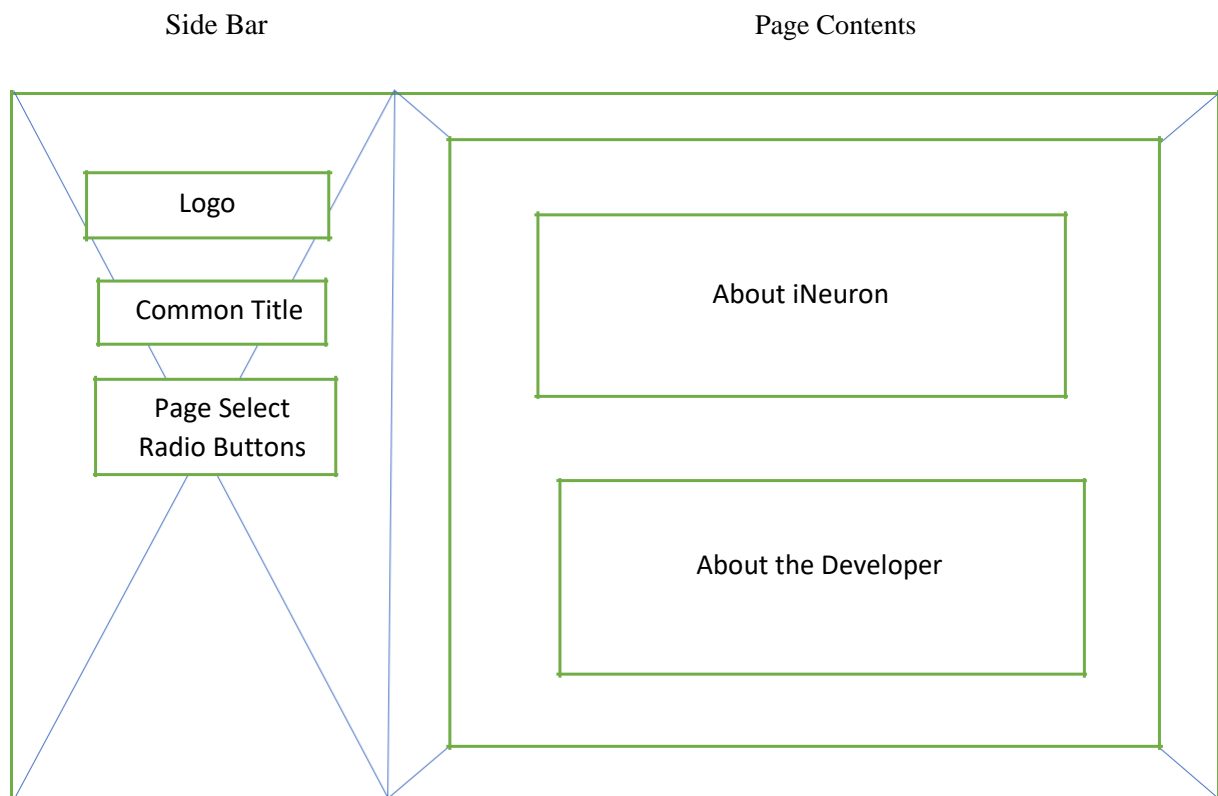 Side Bar
Page Contents
Logo
Common Title
Page Select
Radio Buttons
About iNeuron
About the Developer